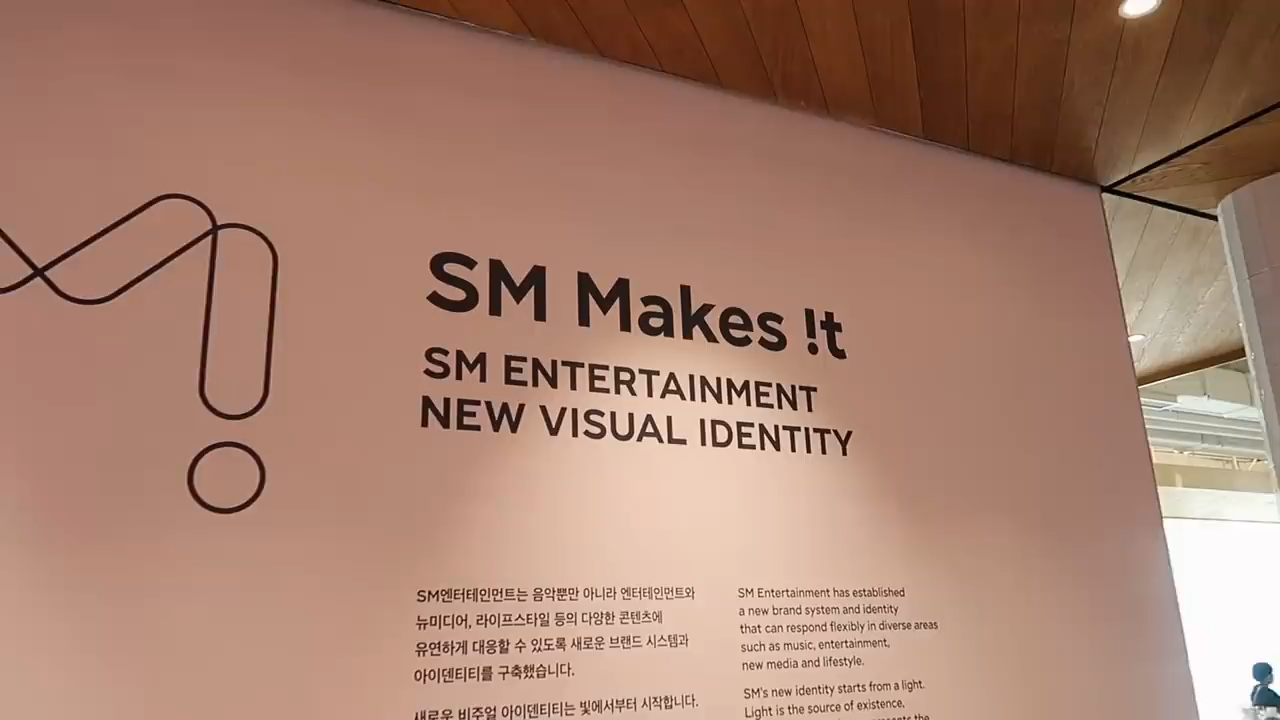 SM Makes !t
SM ENTERTAINMENT
NEW VISUAL IDENTITY
SM엔터테인먼트는 음악뿐만 아니라 엔터테인먼트와
뉴미디어, 라이프스타일 등의 다양한 콘텐츠에
유연하게 대응할 수 있도록 새로운 브랜드 시스템과
아이덴티티를 구축했습니다.
새로운 비주얼 아이덴티티는 빛에서부터 시작합니다.
SM Entertainment has established
a new brand system and identity
that can respond flexibly in diverse areas
such as music, entertainment,
new media and lifestyle.
SM's new identity starts from a light.
Light is the source of existence,
the